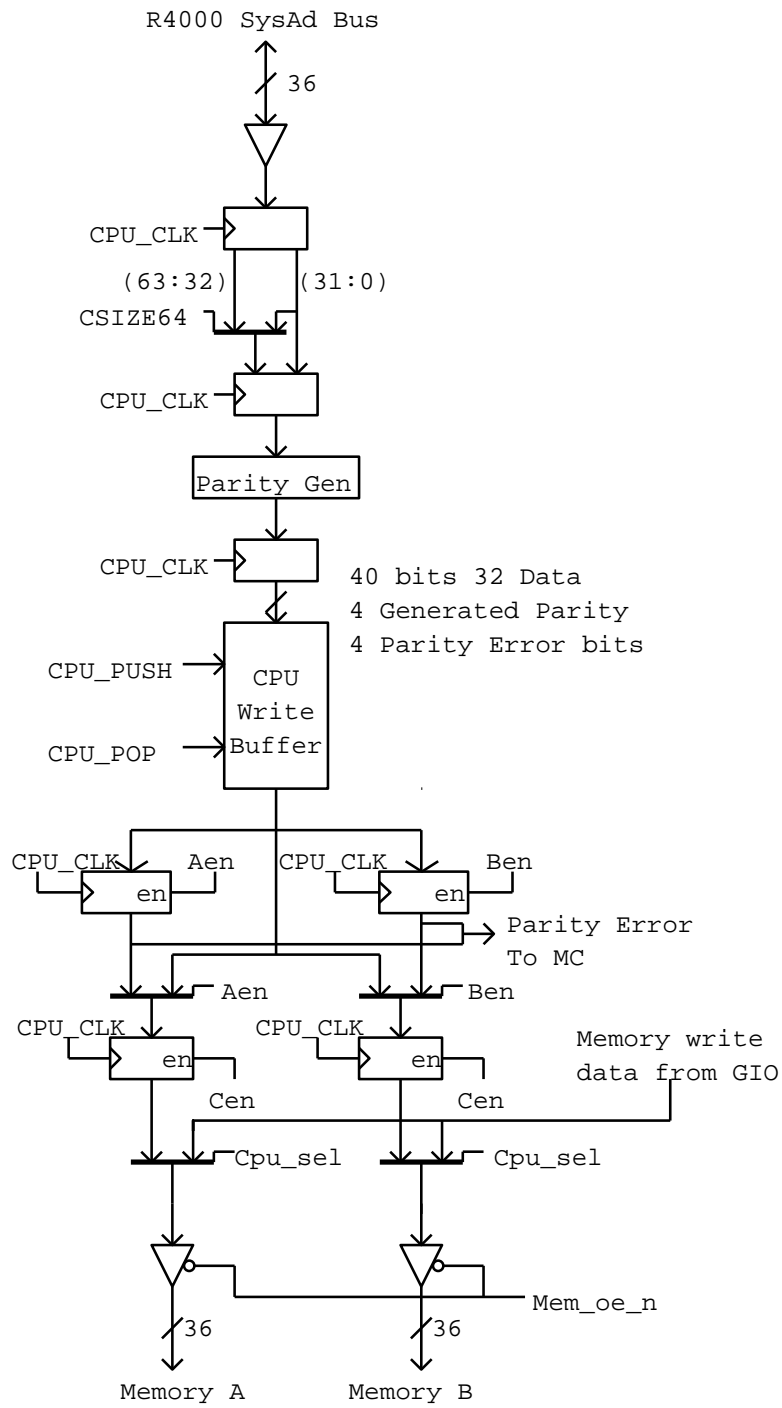 R4000 SysAd Bus
36
CPU_CLK
(63:32) (31:0)
CSIZE64
CPU_CLK
Parity Gen
CPU_CLK
40 bits 32 Data
4 Generated Parity
4 Parity Error bits
CPU_PUSH
CPU
Write
Buffer
CPU_POP
CPU_CLK Aen CPU_CLK Ben
en en
Parity Error
To MC
Aen Ben
CPU_CLK CPU_CLK
en en
Memory write
data from GIO
Cen Cen
Cpu_sel Cpu_sel
Mem_oe_n
36 36
Memory A Memory B